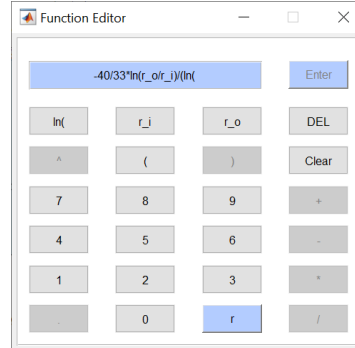 Function Editor
-40/33*ln(r_o/r_i)/(ln(
Enter
ln(
r_i
r_o
DEL
^
(
)
Clear
7
8
9
+
4
5
6
-
1
2
3
*
.
0
r
/